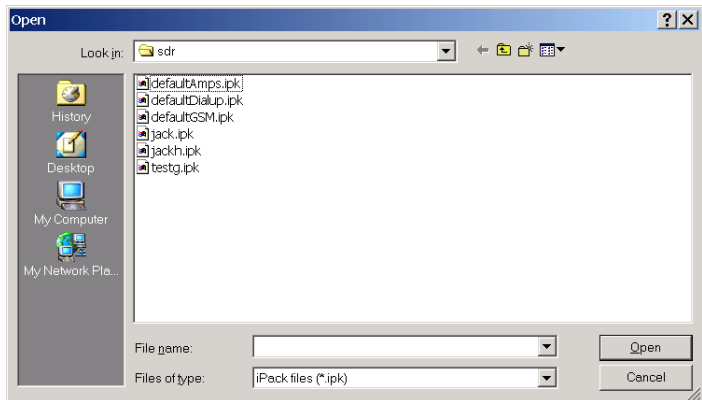 Open
Look in: sdr
History
Desktop
My Computer
My Network Pla...
defaultAmps.ipk
defaultDialup.ipk
defaultGSM.ipk
jack.ipk
jackh.ipk
testg.ipk
File name: Open
Files of type: iPack files (*.ipk) Cancel